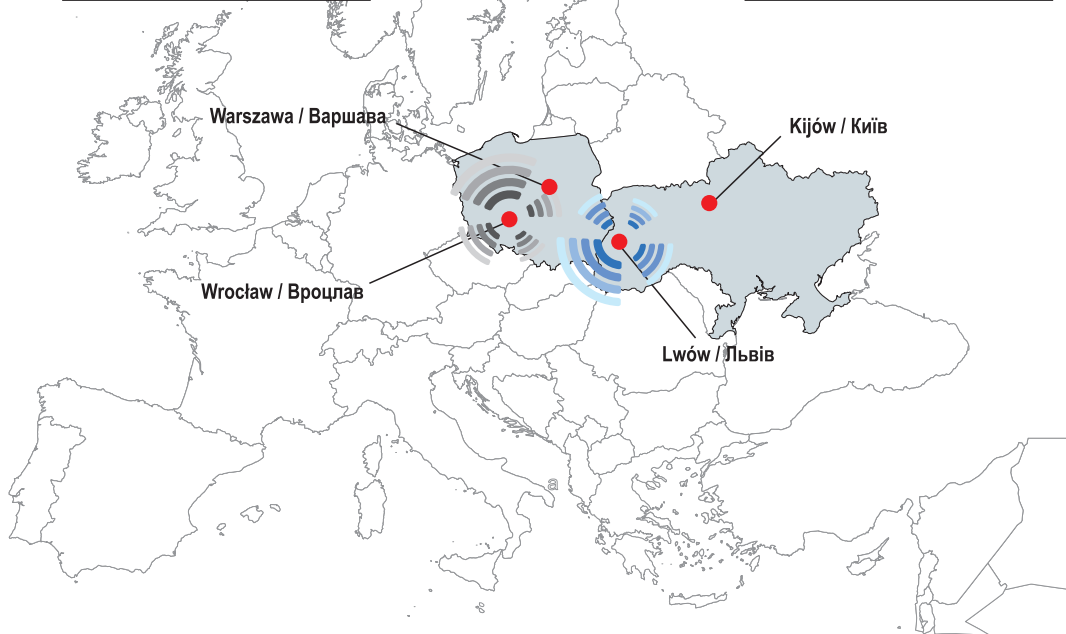 Warszawa / Варшава
Kijów / Київ
Wrocław / Вроцлав
Lwów / Львів
a